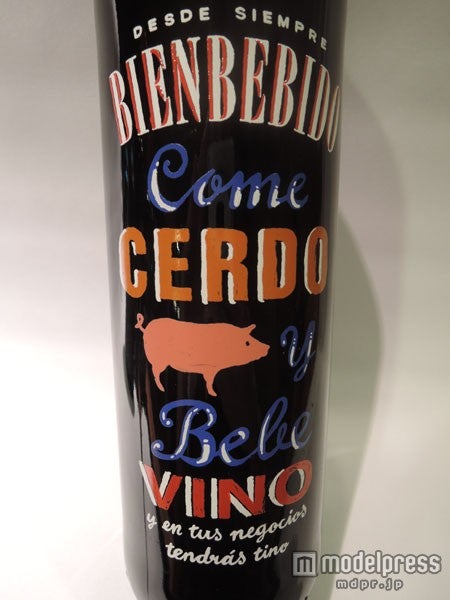 DESDE SIEMPRE
BIENBEBIDO
Come
CERDO
y
Bebe
VINO
y en tus negocios
tendrás tino
modelpress
mdpr.jp